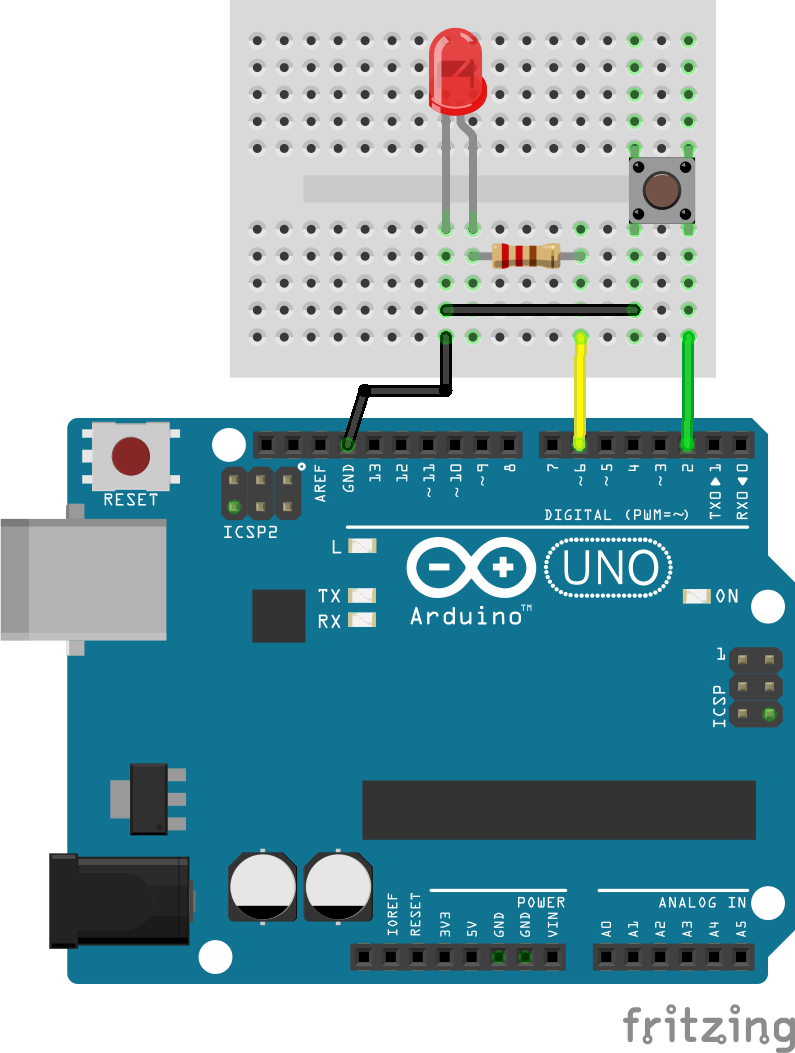 RESET
ICSP2
AREF
GND
13
12
~11
~10
~9
8
7
~6
~5
4
~3
2
TX0▶1
RX0◀0
DIGITAL (PWM=~)
L
TX
RX
UNO
Arduino™
ON
1
ICSP
IOREF
RESET
3V3
5V
GND
GND
VIN
POWER
A0
A1
A2
A3
A4
A5
ANALOG IN
fritzing